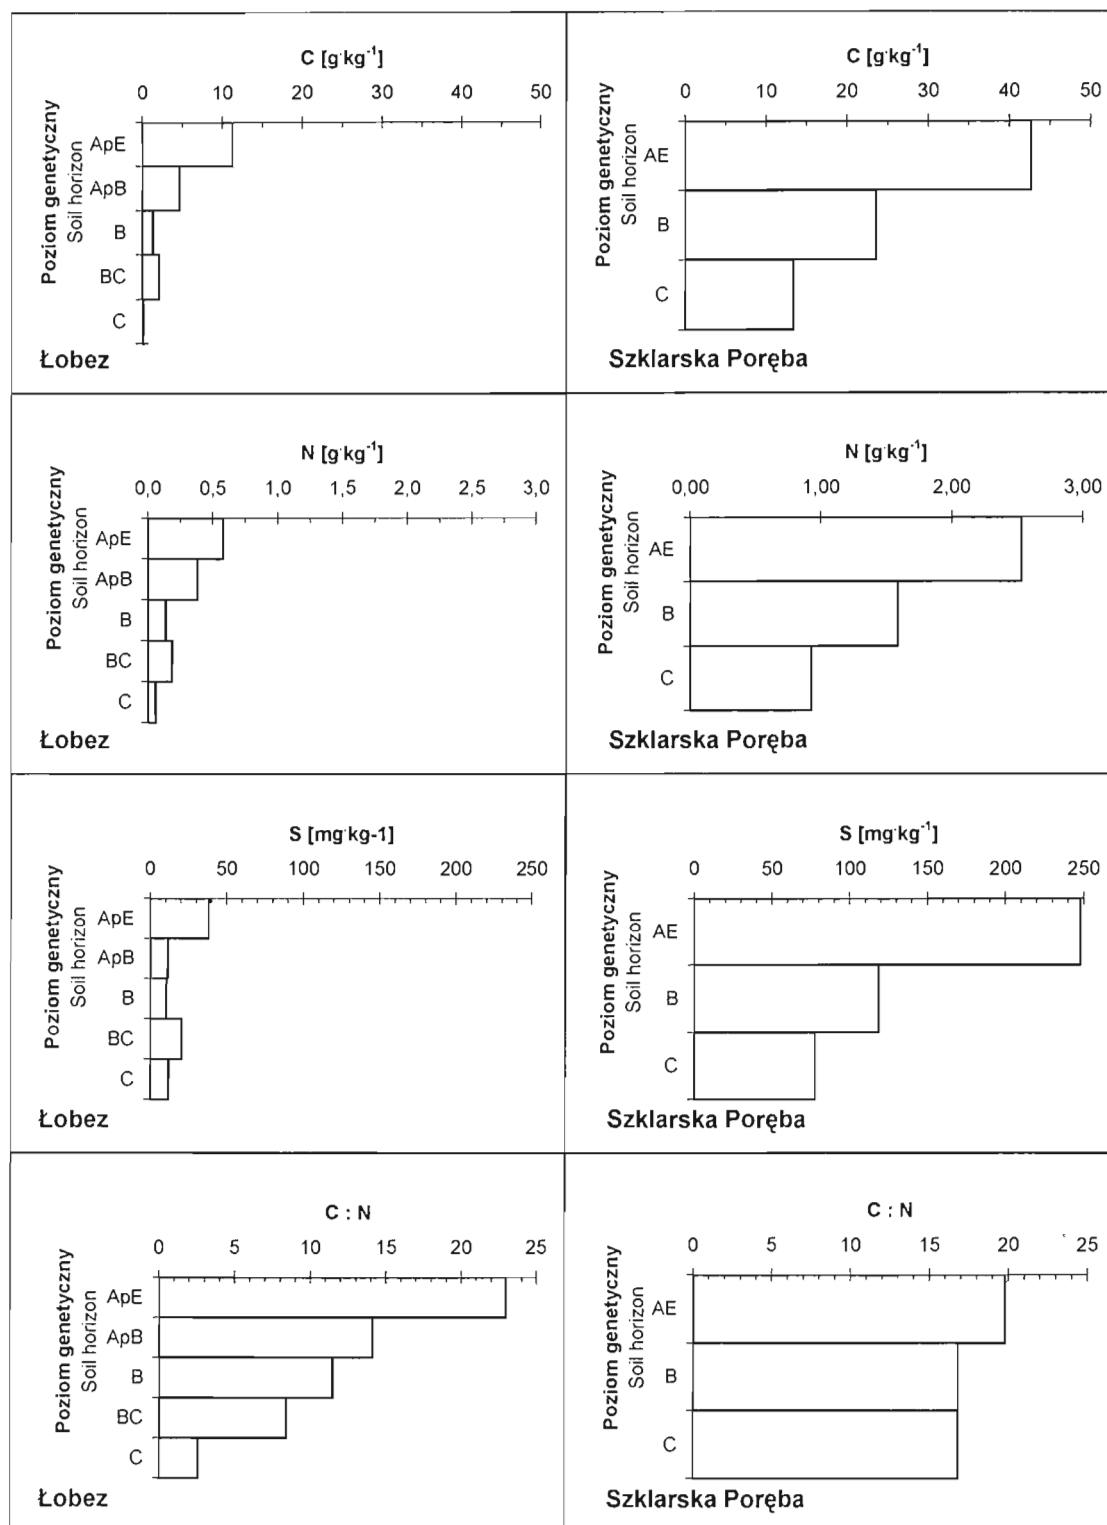 C [g·kg-1]
0 10 20 30 40 50
Poziom genetyczny
Soil horizon
ApE
ApB
B
BC
C
Łobez
C [g·kg-1]
0 10 20 30 40 50
Poziom genetyczny
Soil horizon
AE
B
C
Szklarska Poręba
N [g·kg-1]
0,0 0,5 1,0 1,5 2,0 2,5 3,0
Poziom genetyczny
Soil horizon
ApE
ApB
B
BC
C
Łobez
N [g·kg-1]
0,00 1,00 2,00 3,00
Poziom genetyczny
Soil horizon
AE
B
C
Szklarska Poręba
S [mg·kg-1]
0 50 100 150 200 250
Poziom genetyczny
Soil horizon
ApE
ApB
B
BC
C
Łobez
S [mg·kg-1]
0 50 100 150 200 250
Poziom genetyczny
Soil horizon
AE
B
C
Szklarska Poręba
C : N
0 5 10 15 20 25
Poziom genetyczny
Soil horizon
ApE
ApB
B
BC
C
Łobez
C : N
0 5 10 15 20 25
Poziom genetyczny
Soil horizon
AE
B
C
Szklarska Poręba